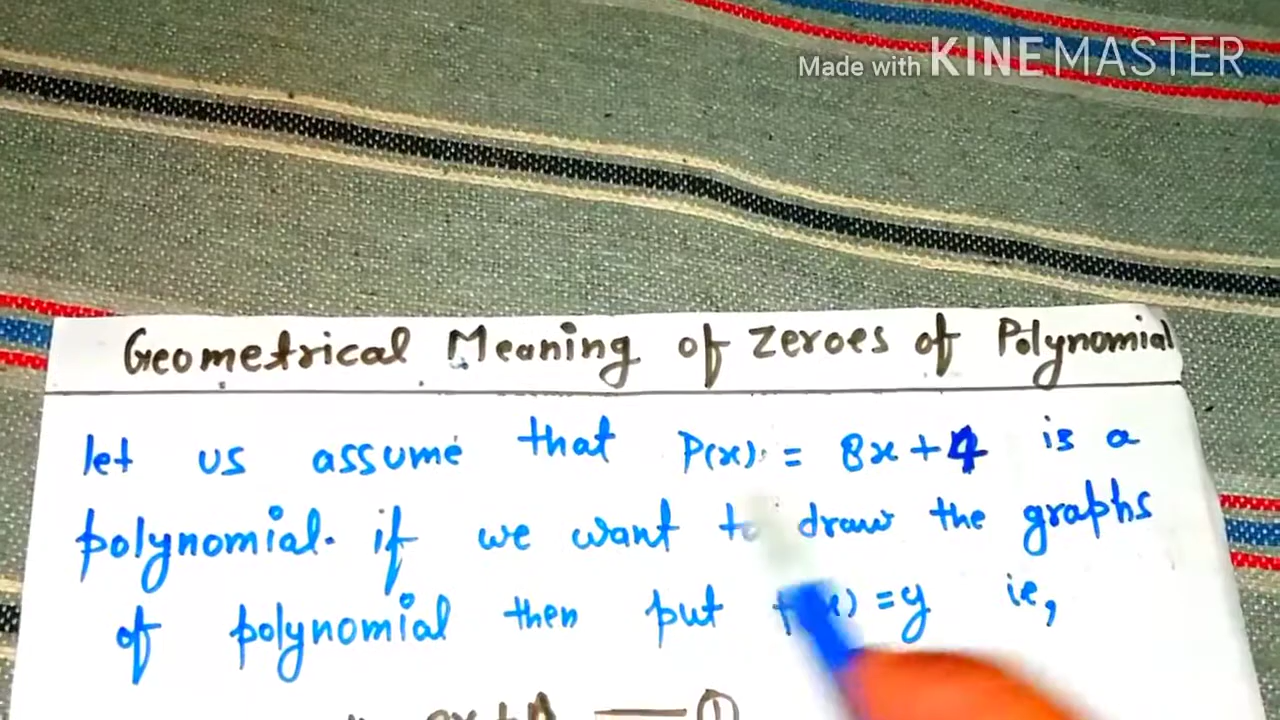 Made with KINEMASTER
Geometrical Meaning of Zeroes of Polynomial
let us assume that P(x) = 8x + 4 is a
polynomial. if we want to draw the graphs
of polynomial then put = y ie,
①